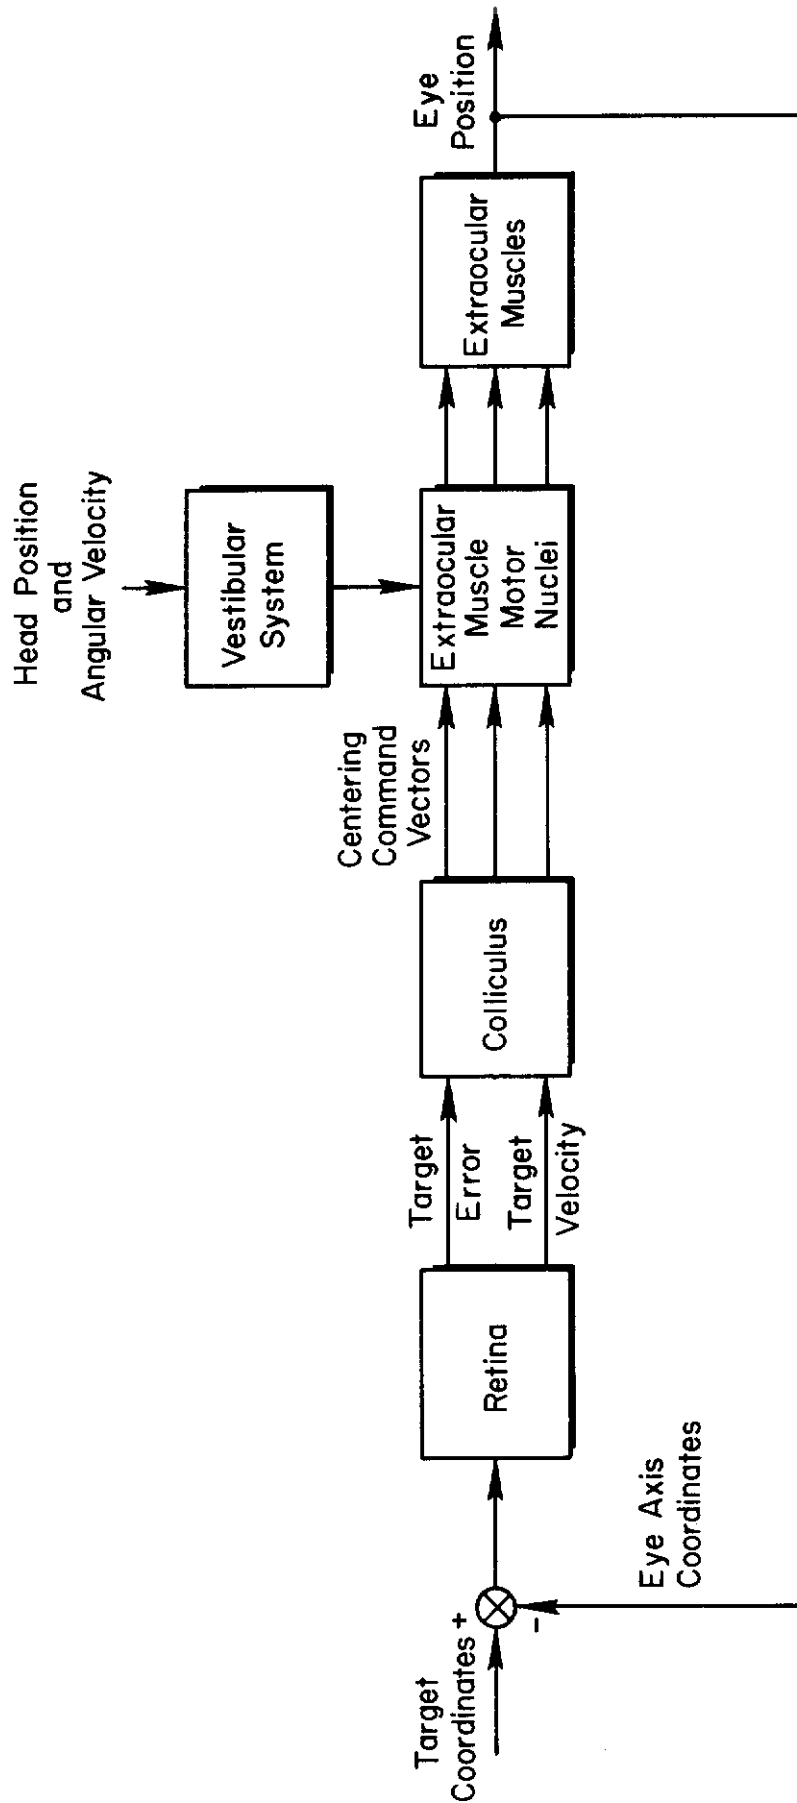 Head Position
and
Angular Velocity
Vestibular
System
Target
Coordinates
+
-
Eye Axis
Coordinates
Retina
Target
Error
Target
Velocity
Colliculus
Centering
Command
Vectors
Extraocular
Muscle
Motor
Nuclei
Extraocular
Muscles
Eye
Position